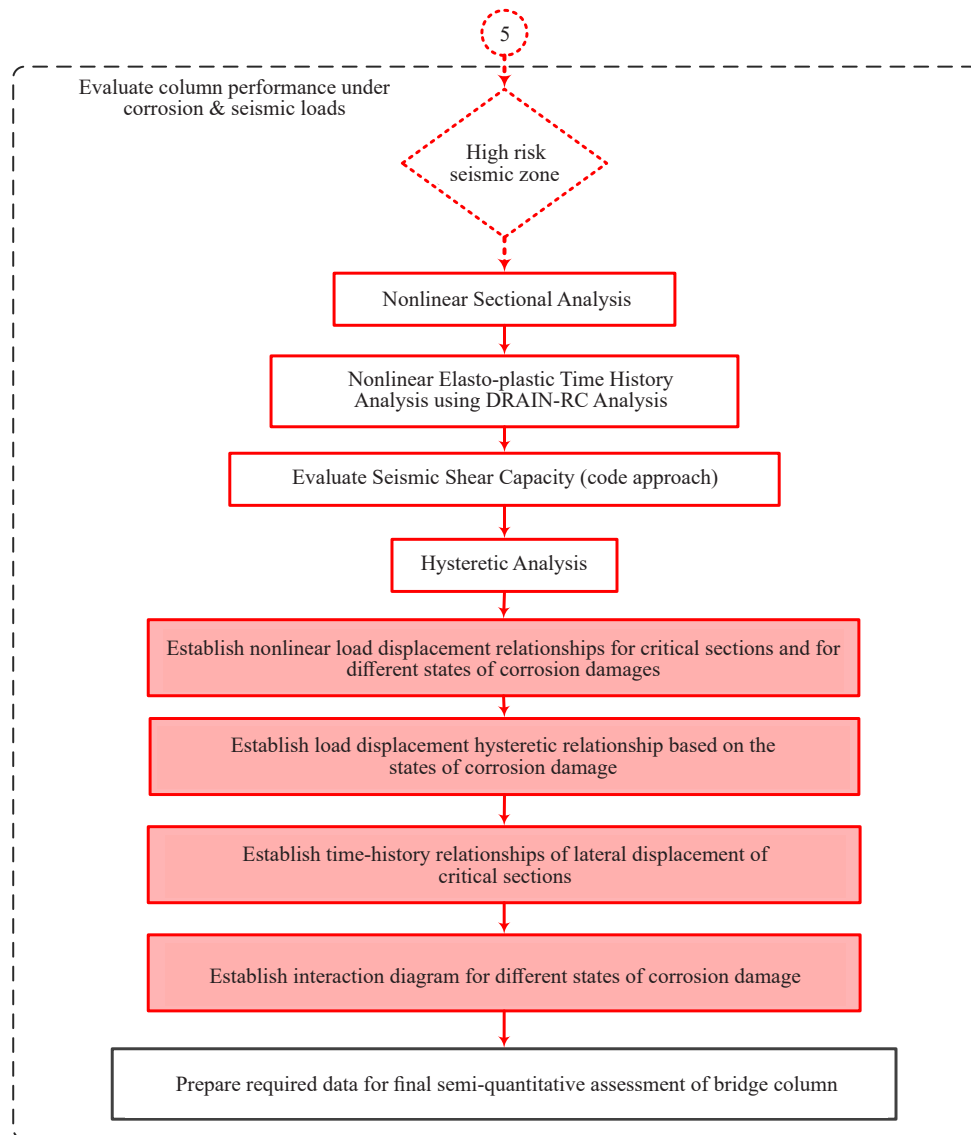 5
Evaluate column performance under
corrosion & seismic loads
High risk
seismic zone
Nonlinear Sectional Analysis
Nonlinear Elasto-plastic Time History
Analysis using DRAIN-RC Analysis
Evaluate Seismic Shear Capacity (code approach)
Hysteretic Analysis
Establish nonlinear load displacement relationships for critical sections and for
different states of corrosion damages
Establish load displacement hysteretic relationship based on the
states of corrosion damage
Establish time-history relationships of lateral displacement of
critical sections
Establish interaction diagram for different states of corrosion damage
Prepare required data for final semi-quantitative assessment of bridge column